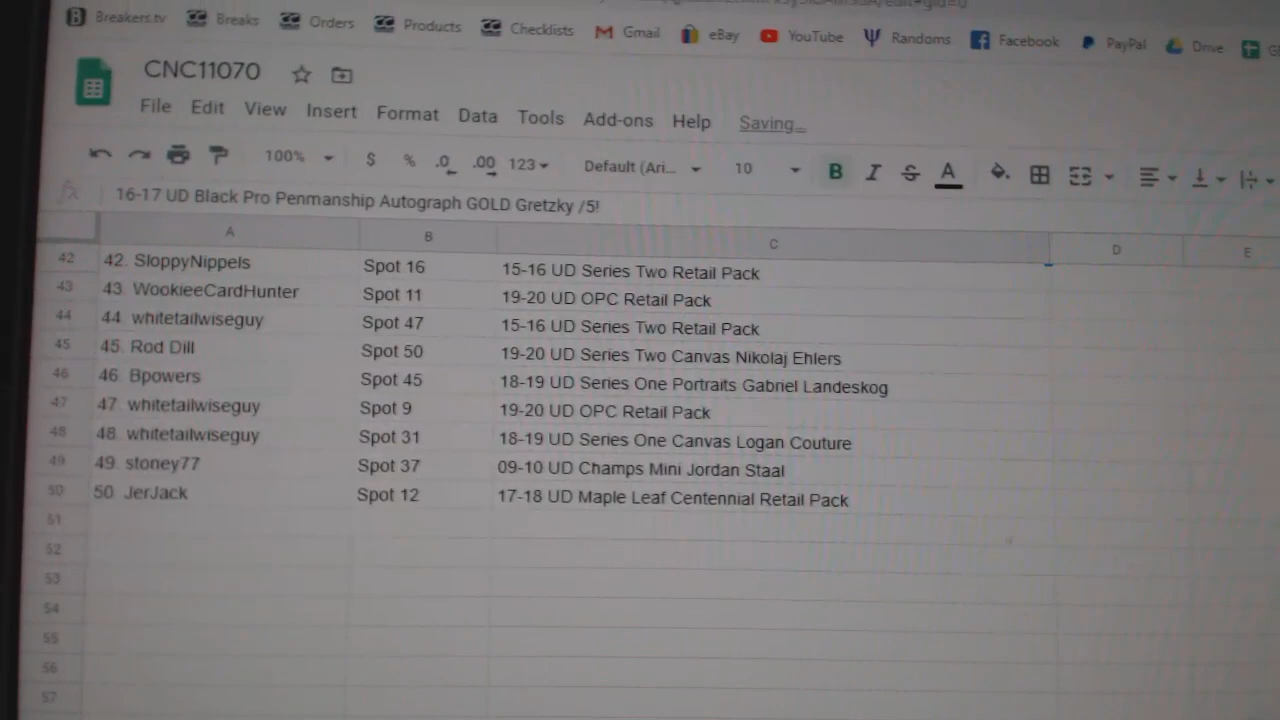 Breakers.tv Breaks Orders Products Checklists Gmail eBay YouTube Randoms Facebook PayPal Drive
CNC11070
File Edit View Insert Format Data Tools Add-ons Help Saving...
100% $ % .0 .00 123 Default (Ari... 10 B I S A
fx 16-17 UD Black Pro Penmanship Autograph GOLD Gretzky /5!
A B C D E
42 42. SloppyNippels Spot 16 15-16 UD Series Two Retail Pack
43 43. WookieeCardHunter Spot 11 19-20 UD OPC Retail Pack
44 44. whitetailwiseguy Spot 47 15-16 UD Series Two Retail Pack
45 45. Rod Dill Spot 50 19-20 UD Series Two Canvas Nikolaj Ehlers
46 46. Bpowers Spot 45 18-19 UD Series One Portraits Gabriel Landeskog
47 47. whitetailwiseguy Spot 9 19-20 UD OPC Retail Pack
48 48. whitetailwiseguy Spot 31 18-19 UD Series One Canvas Logan Couture
49 49. stoney77 Spot 37 09-10 UD Champs Mini Jordan Staal
50 50. JerJack Spot 12 17-18 UD Maple Leaf Centennial Retail Pack
51
52
53
54
55
56
57